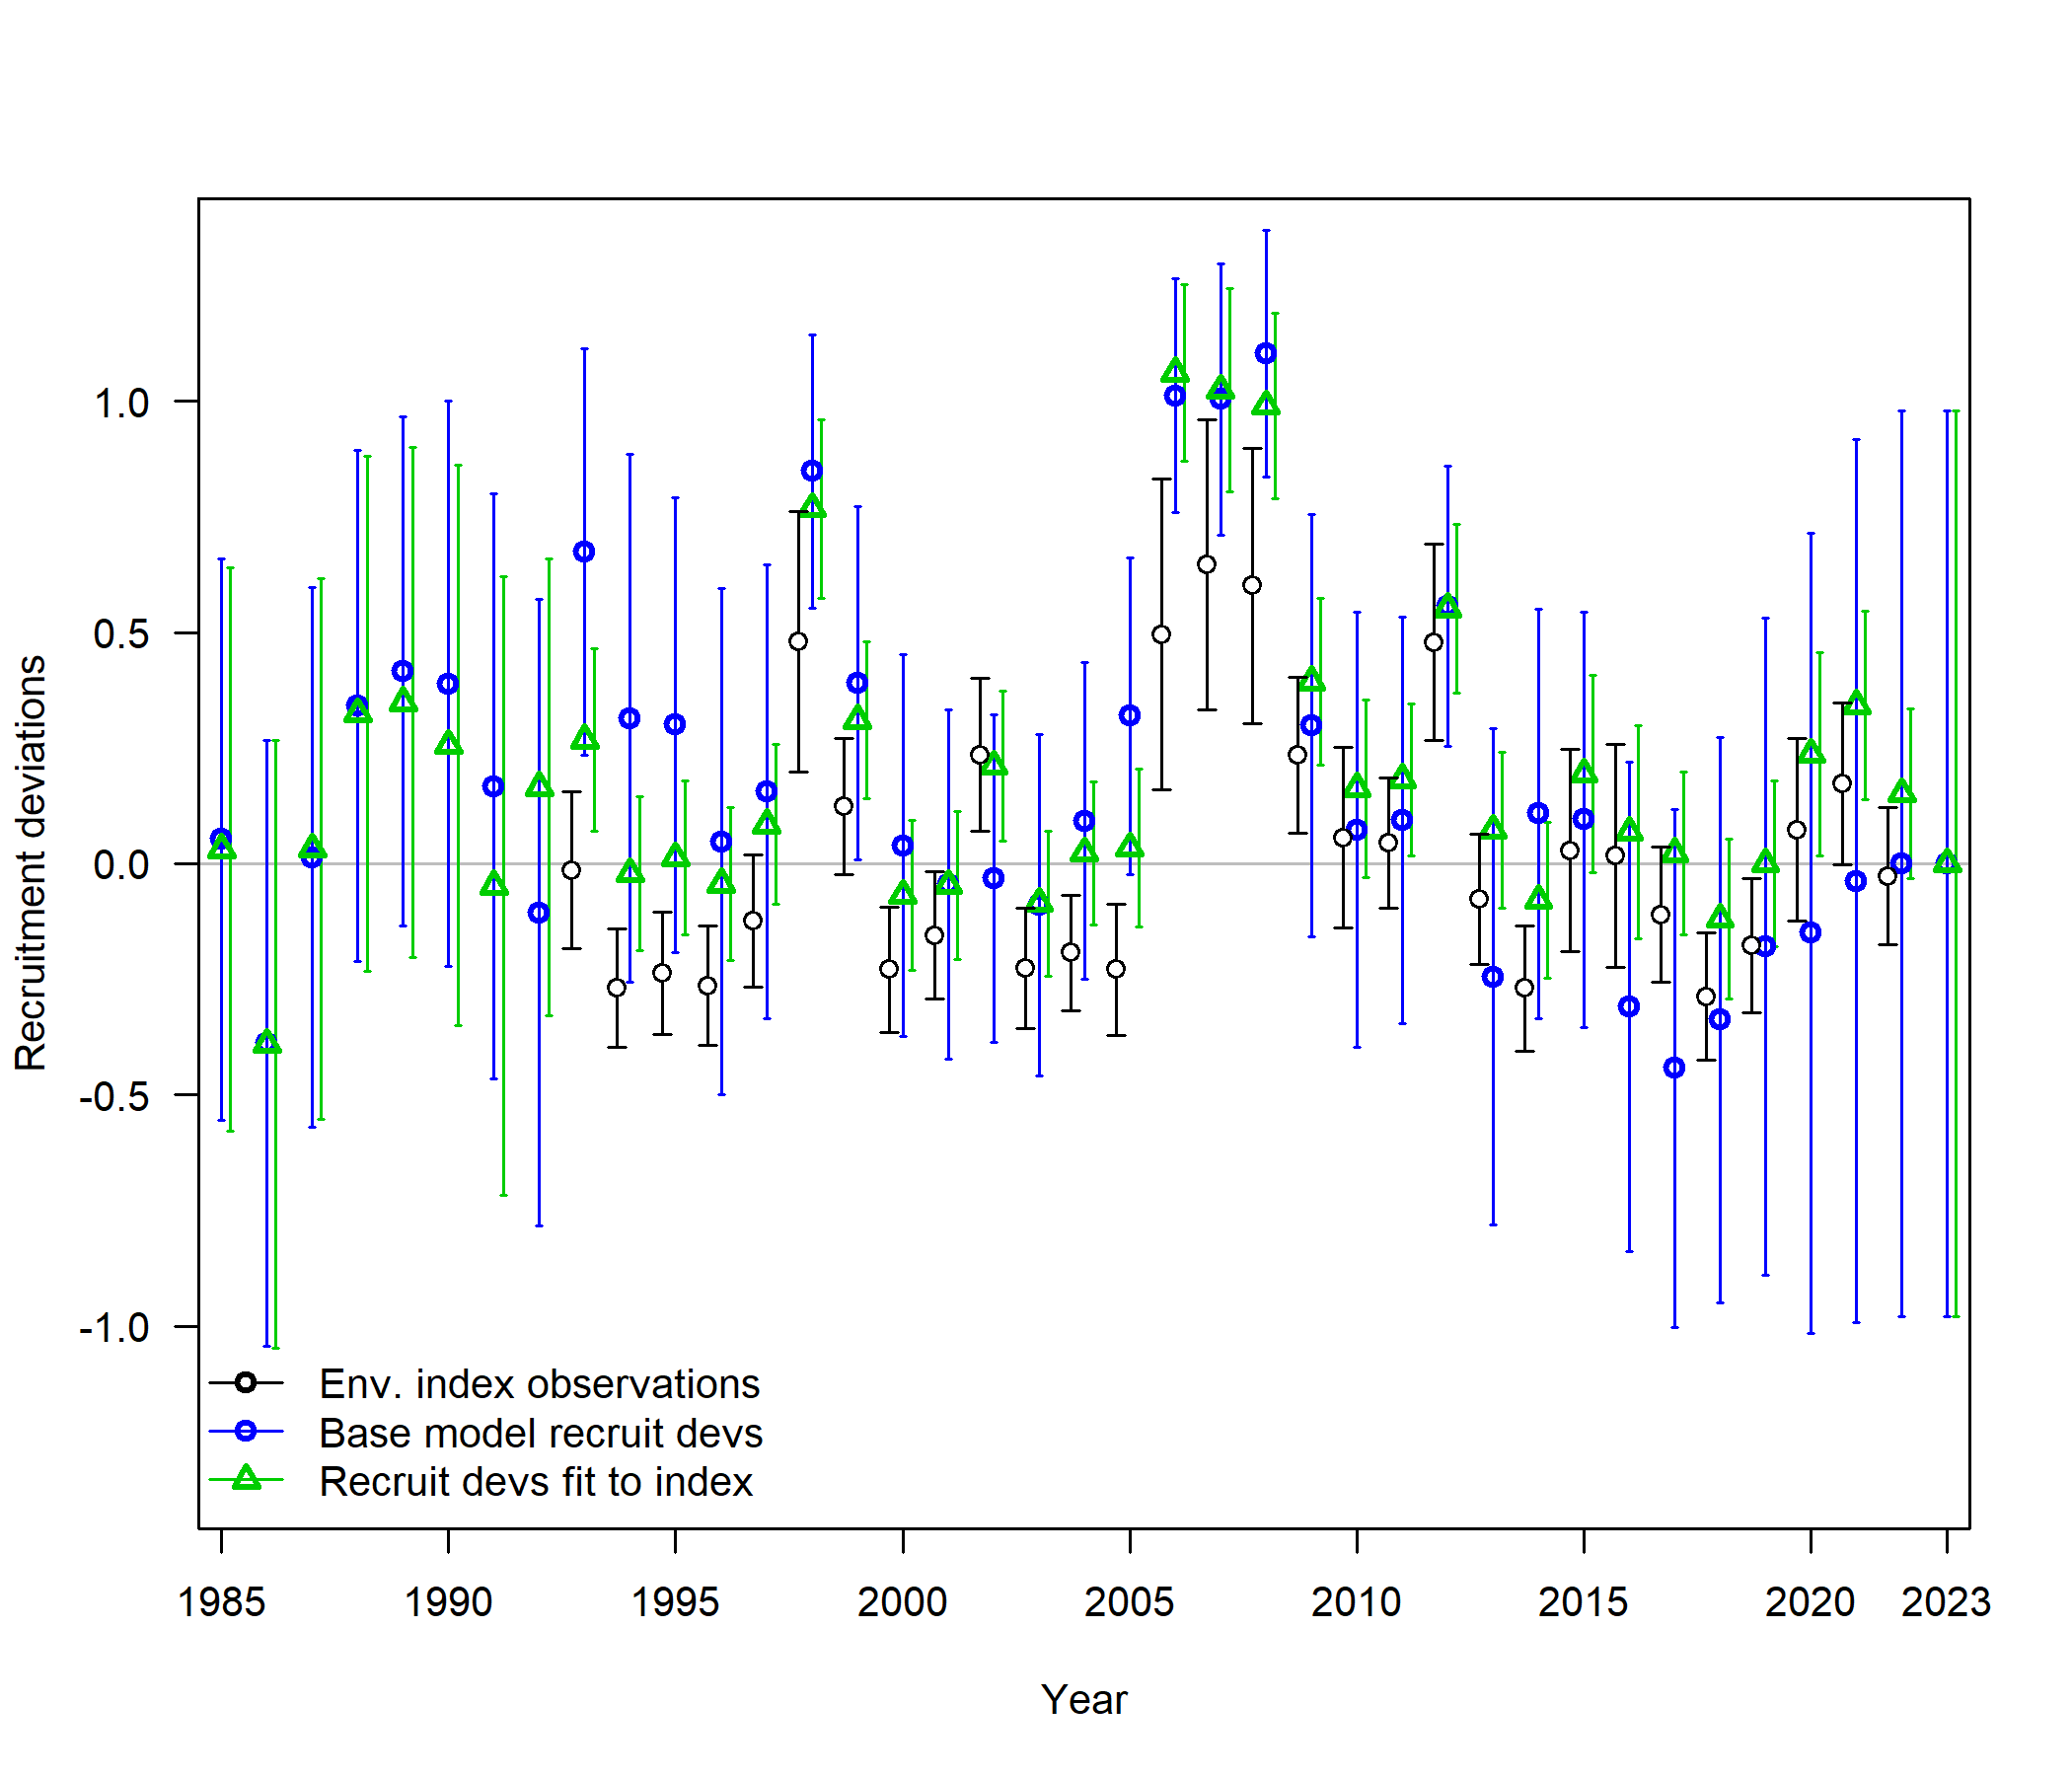 Recruitment deviations
1.0
0.5
0.0
-0.5
-1.0
Env. index observations
Base model recruit devs
Recruit devs fit to index
1985 1990 1995 2000 2005 2010 2015 2020 2023
Year